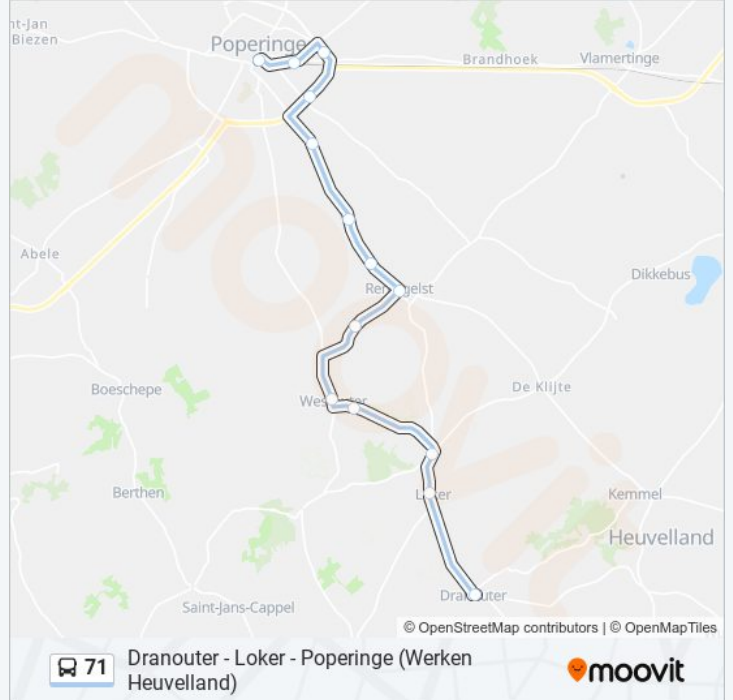 nt-Jan
Biezen
Poperinge
Brandhoek
Vlamertinge
Abele
Dikkebus
Boeschepe
De Klijte
Berthen
Kemmel
Heuvelland
Saint-Jans-Cappel
© OpenStreetMap contributors | © OpenMapTiles
71
Dranouter - Loker - Poperinge (Werken
Heuvelland)
moovit
moovit